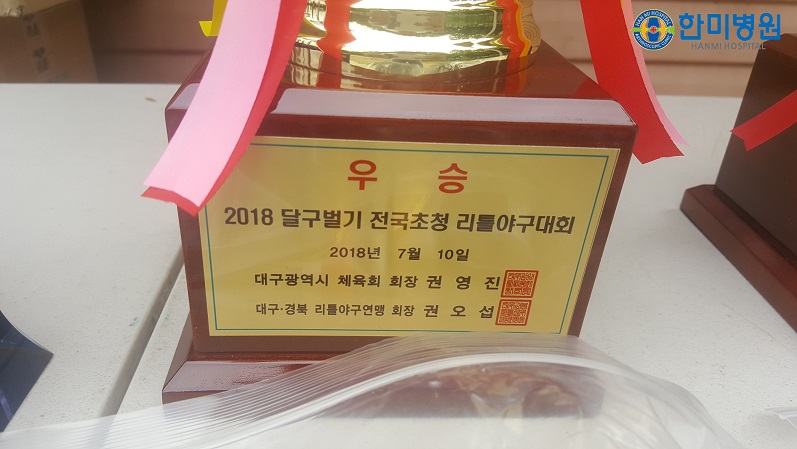 한미병원
HANMI HOSPITAL
우 승
2018 달구벌기 전국초청 리틀야구대회
2018년 7월 10일
대구광역시 체육회 회장 권 영 진
대구·경북 리틀야구연맹 회장 권 오 섭